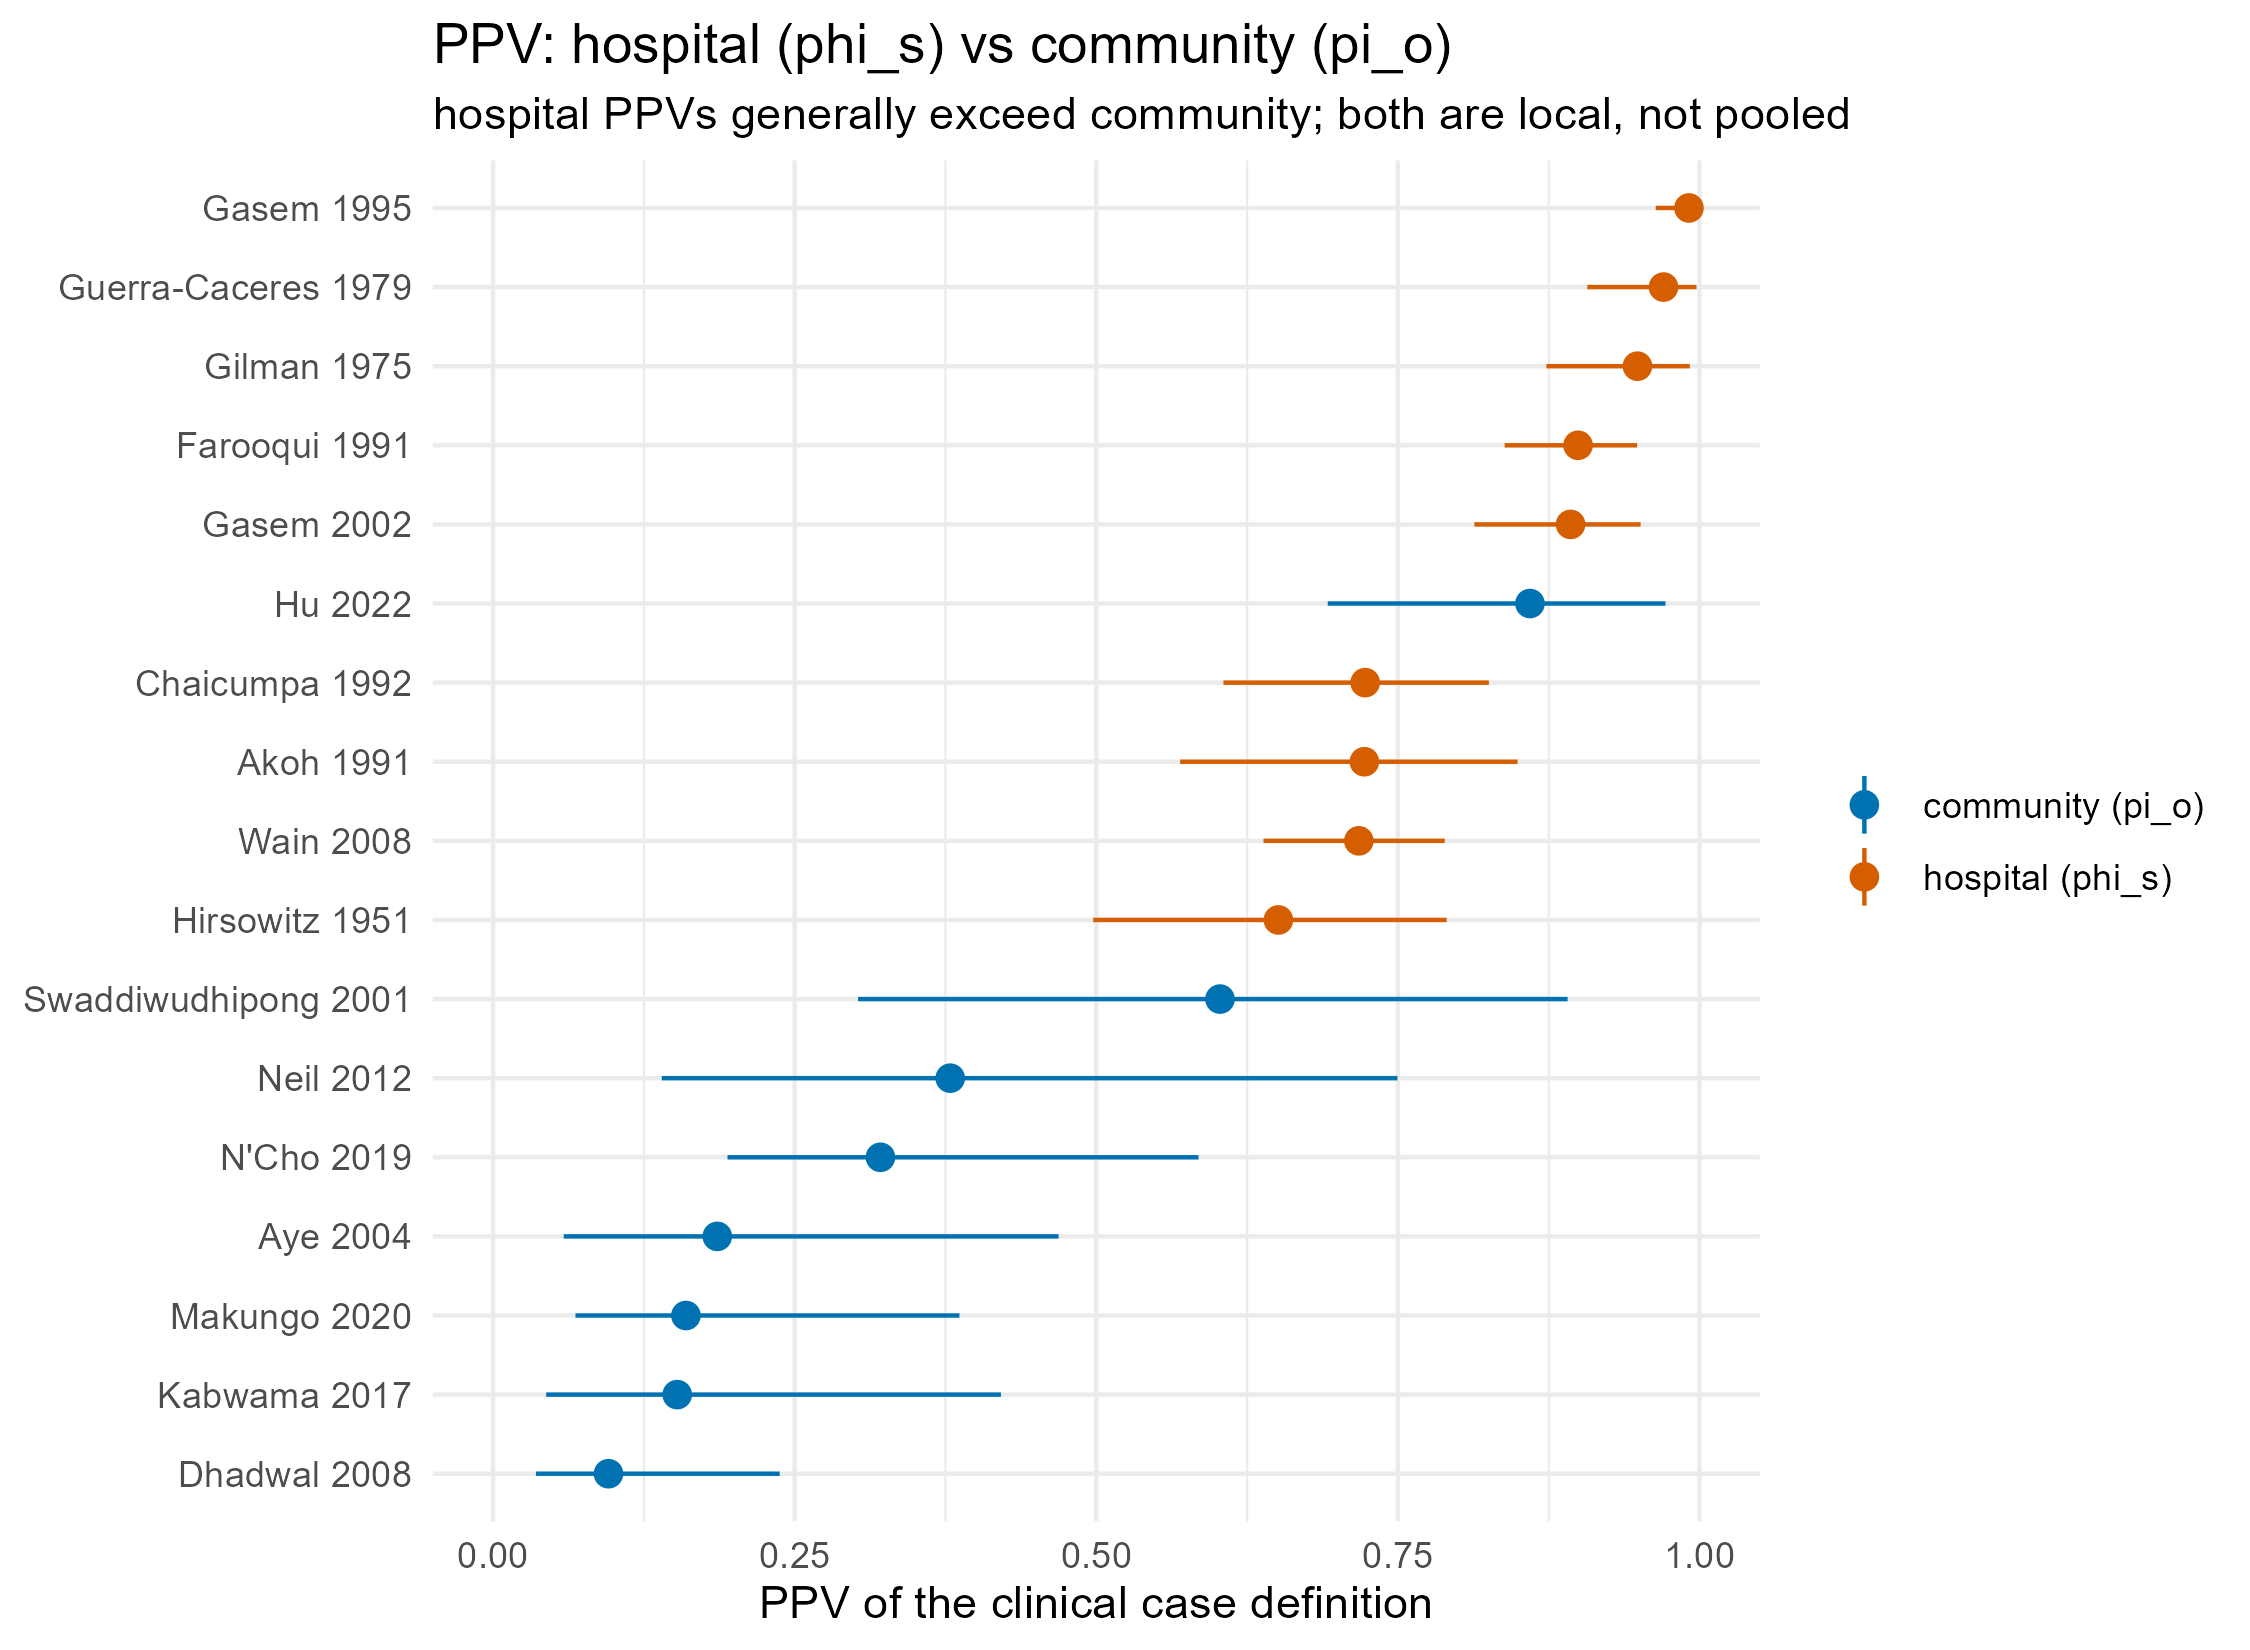 PPV: hospital (phi_s) vs community (pi_o)
hospital PPVs generally exceed community; both are local, not pooled
Gasem 1995
Guerra-Caceres 1979
Gilman 1975
Farooqui 1991
Gasem 2002
Hu 2022
Chaicumpa 1992
Akoh 1991
Wain 2008
Hirsowitz 1951
Swaddiwudhipong 2001
Neil 2012
N'Cho 2019
Aye 2004
Makungo 2020
Kabwama 2017
Dhadwal 2008
community (pi_o)
hospital (phi_s)
0.00 0.25 0.50 0.75 1.00
PPV of the clinical case definition